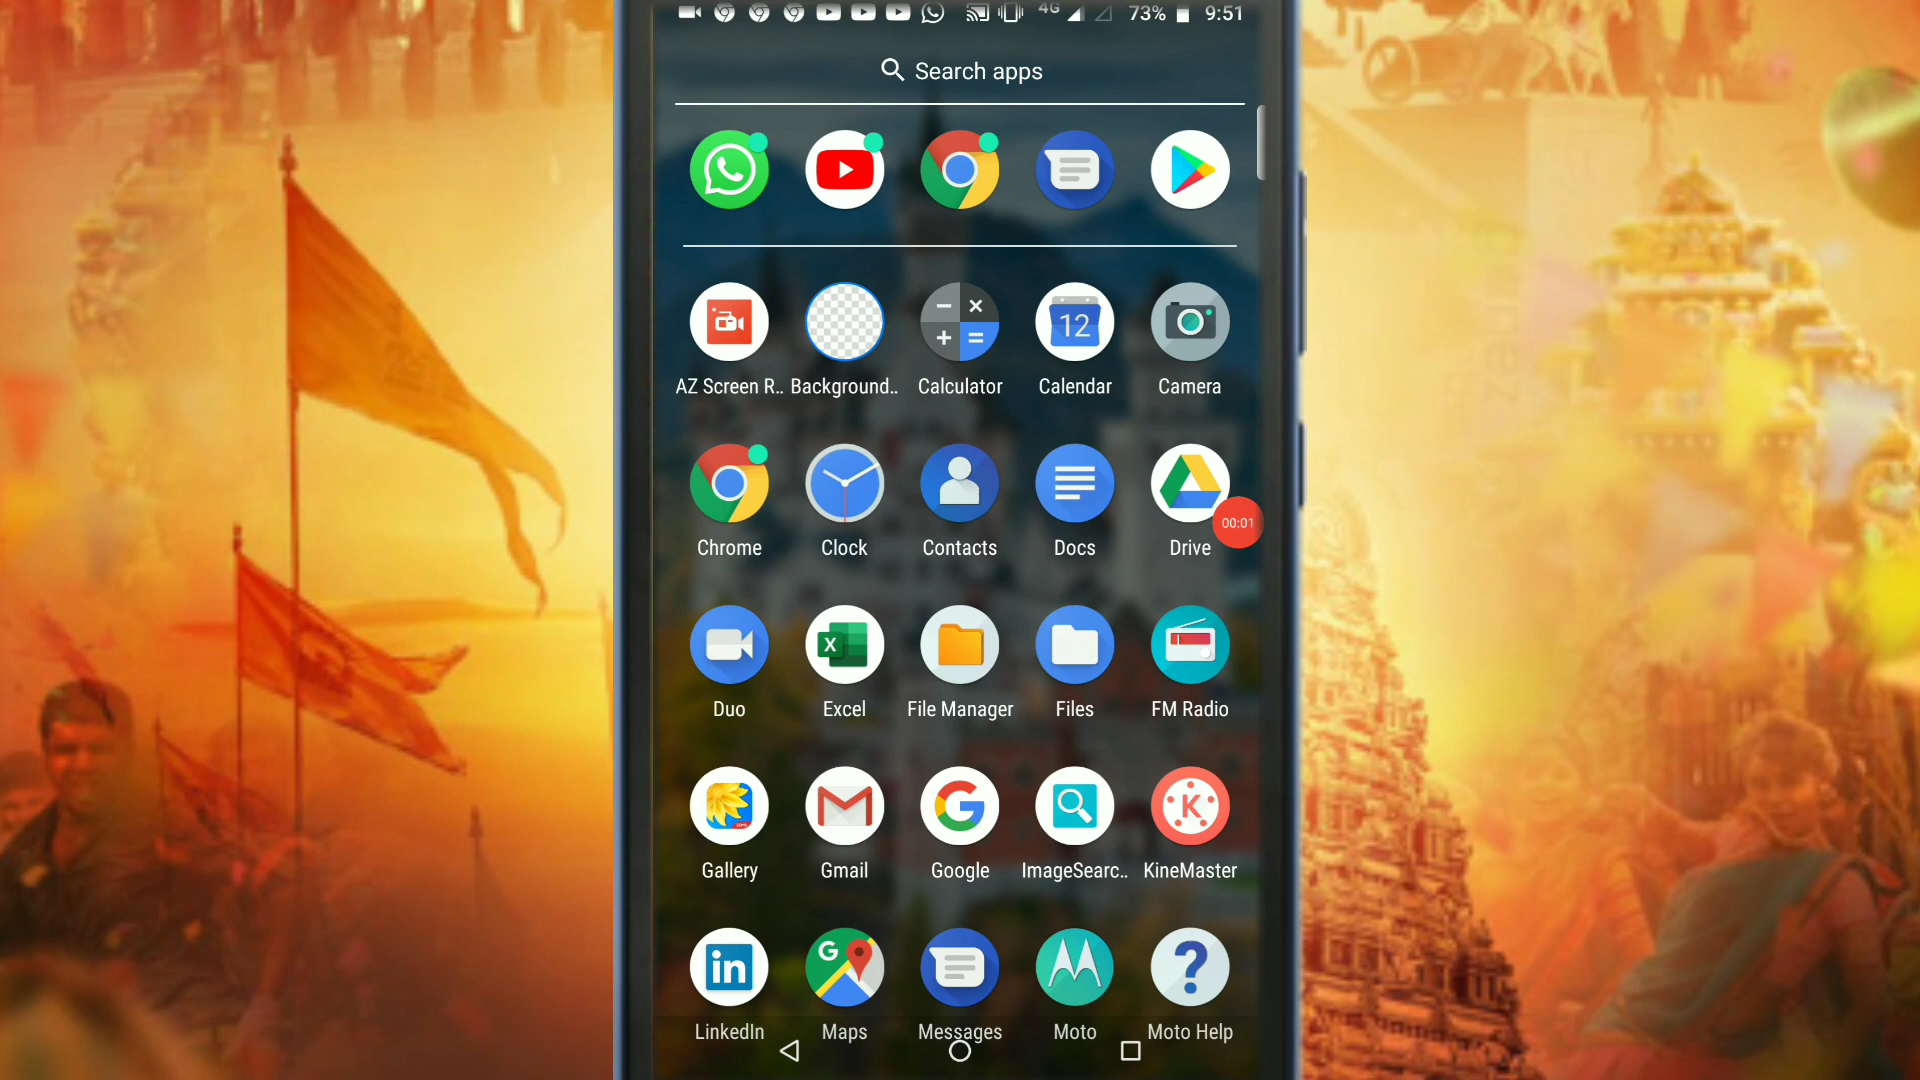 4G 73% 9:51
Search apps
12
AZ Screen R.. Background.. Calculator Calendar Camera
00:01
Chrome Clock Contacts Docs Drive
X
Duo Excel File Manager Files FM Radio
G K
Gallery Gmail Google ImageSearc.. KineMaster
in G ?
LinkedIn Maps Messages Moto Moto Help